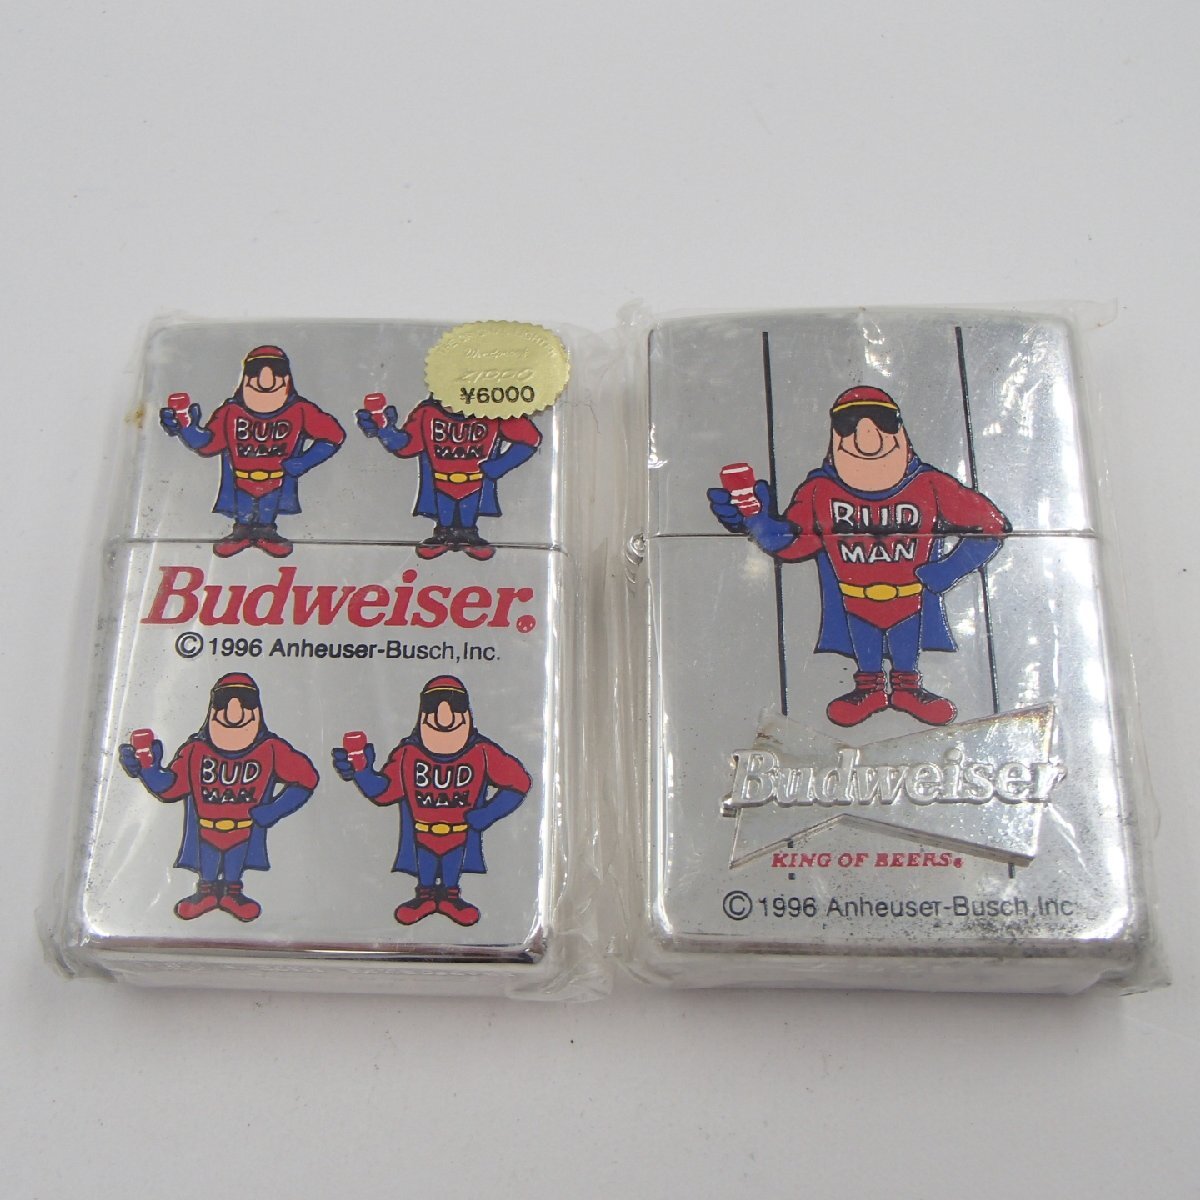 ZIPPO
¥6000
BUD
MAN
BUD
MAN
Budweiser®
© 1996 Anheuser-Busch, Inc.
BUD
MAN
BUD
MAN
BUD
MAN
Budweiser
KING OF BEERS®
© 1996 Anheuser-Busch, Inc